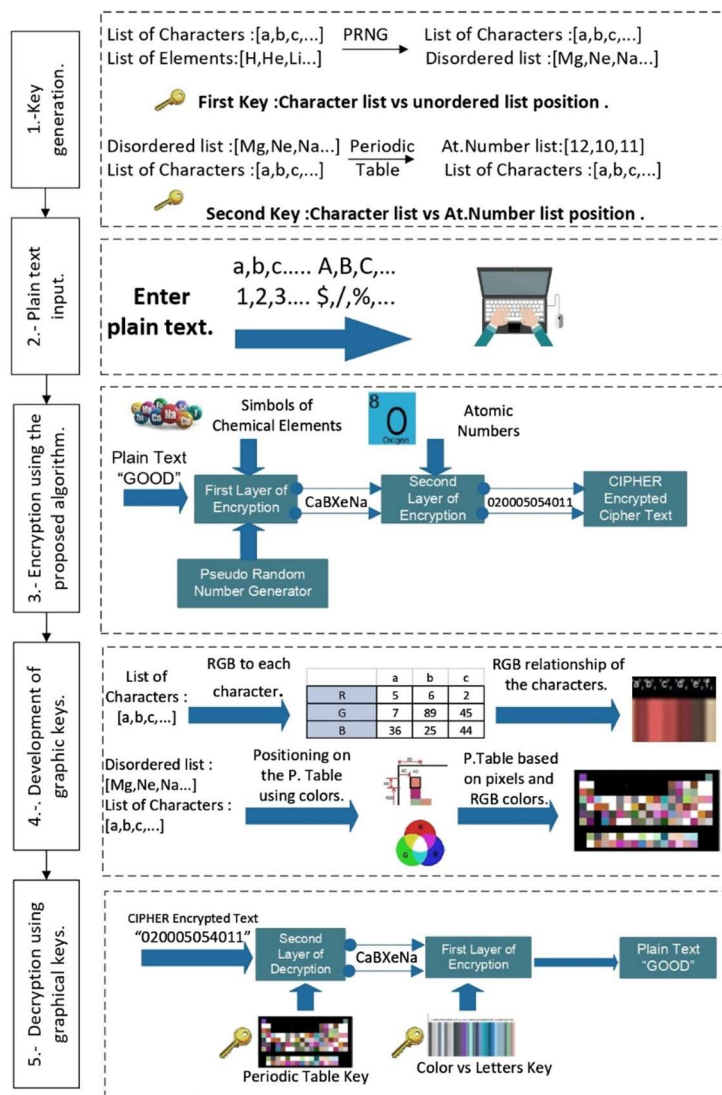 1.-Key
generation.
List of Characters :[a,b,c,...]
List of Elements:[H,He,Li...]
PRNG
List of Characters :[a,b,c,...]
Disordered list :[Mg,Ne,Na...]
First Key :Character list vs unordered list position .
Disordered list :[Mg,Ne,Na...]
List of Characters :[a,b,c,...]
Periodic
Table
At.Number list:[12,10,11]
List of Characters :[a,b,c,...]
Second Key :Character list vs At.Number list position .
2.- Plain text
input.
Enter
plain text.
a,b,c..... A,B,C,...
1,2,3.... $,/,%,...
3.- Encryption using the
proposed algorithm.
Simbols of
Chemical Elements
8
O
Oxigen
Atomic
Numbers
Plain Text
“GOOD”
First Layer of
Encryption
CaBXeNa
Second
Layer of
Encryption
020005054011
CIPHER
Encrypted
Cipher Text
Pseudo Random
Number Generator
4.-. Development of
graphic keys.
List of
Characters :
[a,b,c,...]
RGB to each
character.
a b c
R 5 6 2
G 7 89 45
B 36 25 44
RGB relationship of
the characters.
'a','b','c','d','e','f',
Disordered list :
[Mg,Ne,Na...]
List of Characters :
[a,b,c,...]
Positioning on
the P. Table
using colors.
G
P.Table based
on pixels and
RGB colors.
5.- Decryption using
graphical keys.
CIPHER Encrypted Text
“020005054011”
Second
Layer of
Decryption
CaBXeNa
First Layer of
Encryption
Plain Text
“GOOD”
Periodic Table Key
Color vs Letters Key